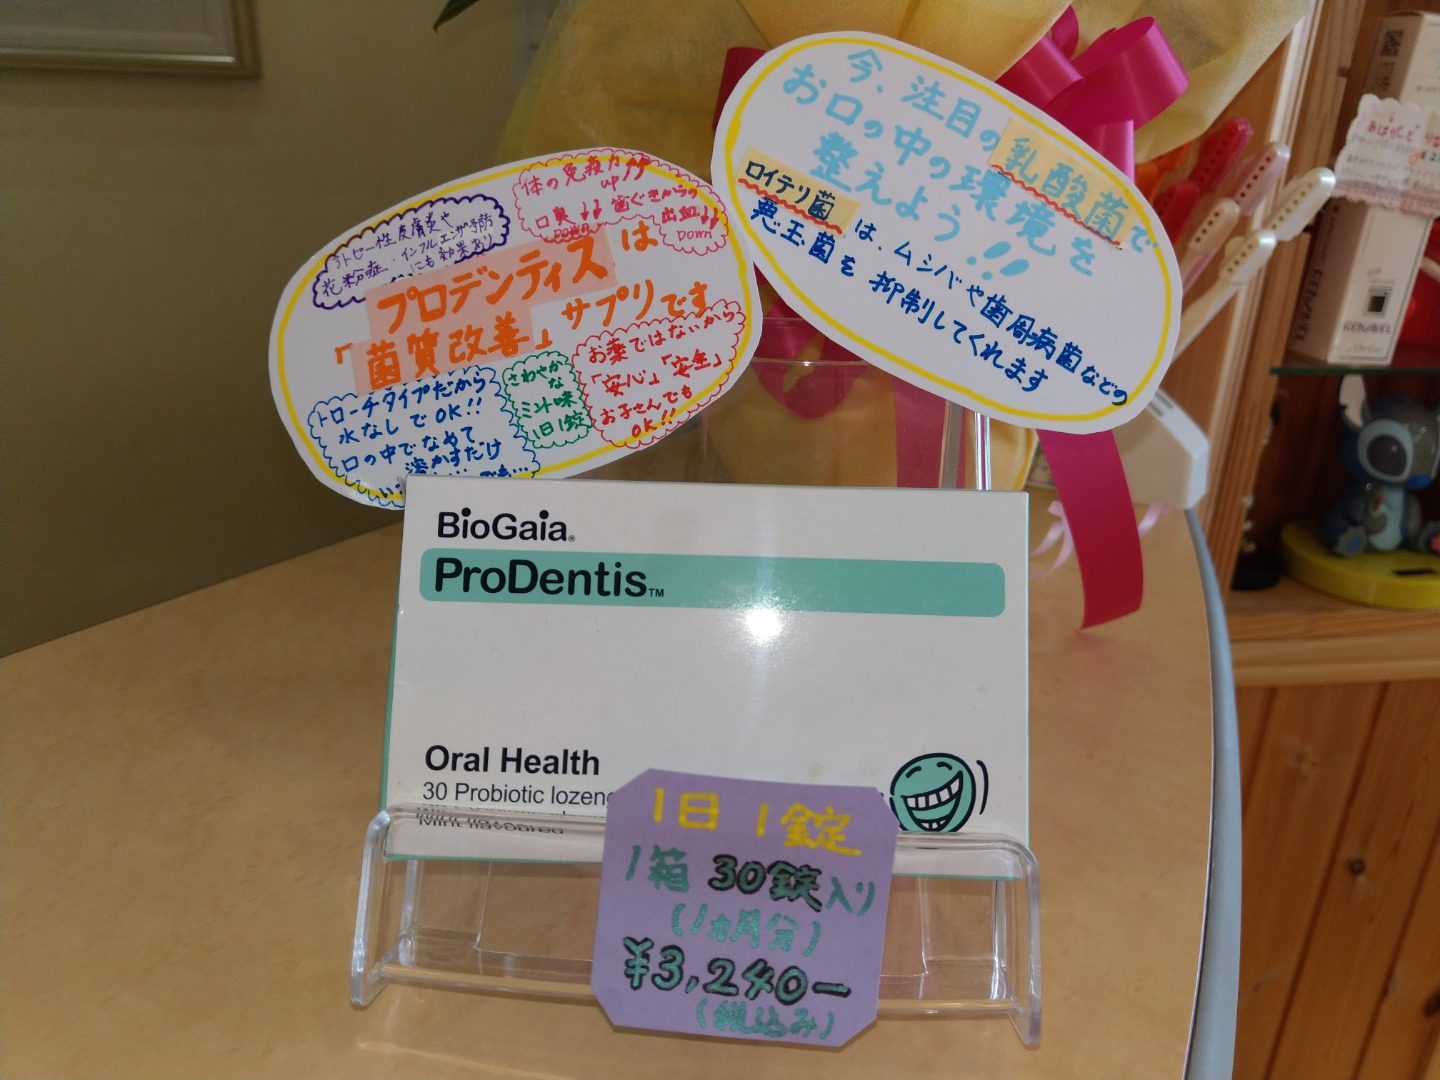 今、注目の乳酸菌で
お口の中の環境を
整えよう!!
ロイテリ菌は、ムシバや歯周病菌などの
悪玉菌を抑制してくれます
アトピー性皮膚炎や
花粉症、インフルエンザ予防
にも効果あり
体の免疫力up
口臭↓↓ down
歯ぐきからの
出血↓↓
Down
プロデンティスは
「菌質改善」サプリです
トローチタイプだから
水なしでOK!!
口の中でなめて
溶かすだけ
さわやか
な
ミント味
1日1錠
お薬ではないから
「安心」「安全」
お子さんでも
OK!!
BioGaia®
ProDentis™
Oral Health
30 Probiotic
Mint flavoured
1日1錠
1箱 30錠入り
(1ヵ月分)
¥3,240ー
(税込み)